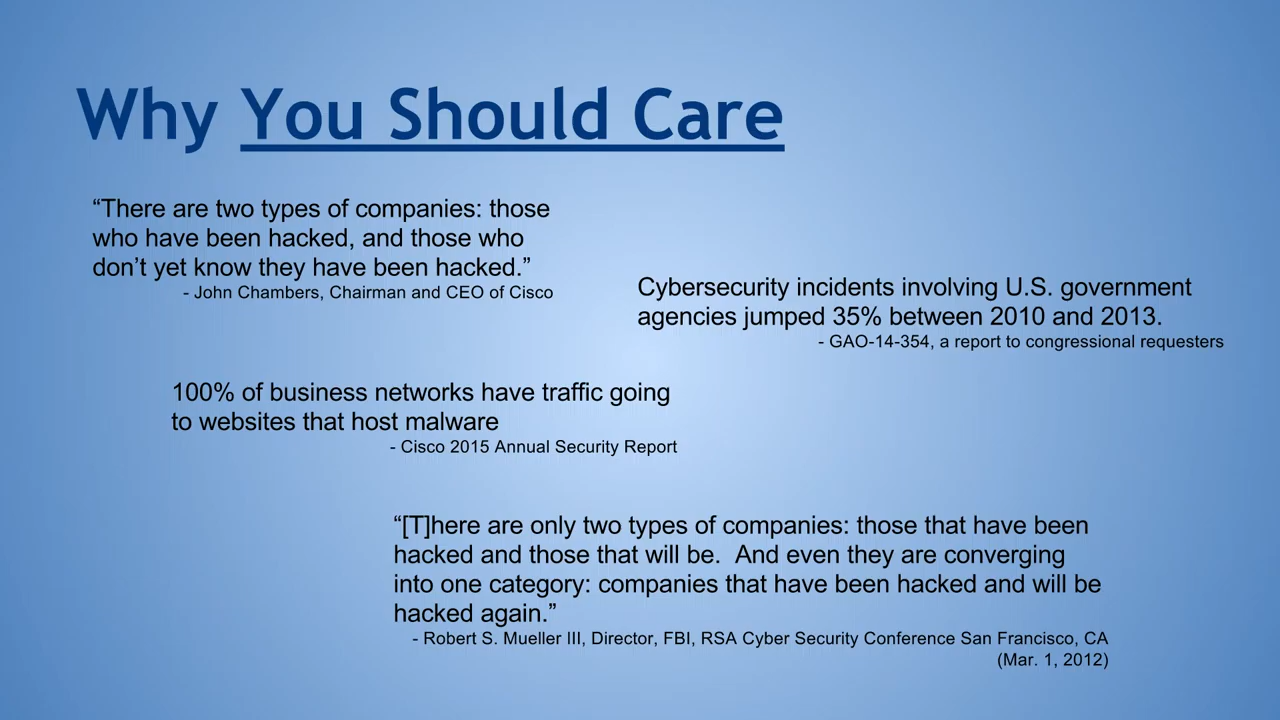 Why You Should Care
“There are two types of companies: those
who have been hacked, and those who
don’t yet know they have been hacked.”
- John Chambers, Chairman and CEO of Cisco
Cybersecurity incidents involving U.S. government
agencies jumped 35% between 2010 and 2013.
- GAO-14-354, a report to congressional requesters
100% of business networks have traffic going
to websites that host malware
- Cisco 2015 Annual Security Report
“[T]here are only two types of companies: those that have been
hacked and those that will be.  And even they are converging
into one category: companies that have been hacked and will be
hacked again.”
- Robert S. Mueller III, Director, FBI, RSA Cyber Security Conference San Francisco, CA
(Mar. 1, 2012)